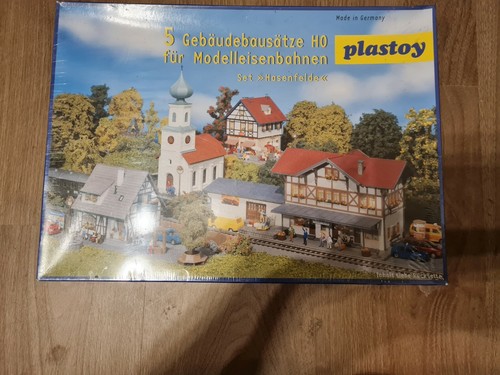 Made in Germany
5 Gebäudebausätze H0
für Modelleisenbahnen
Set »Hasenfelde«
plastoy